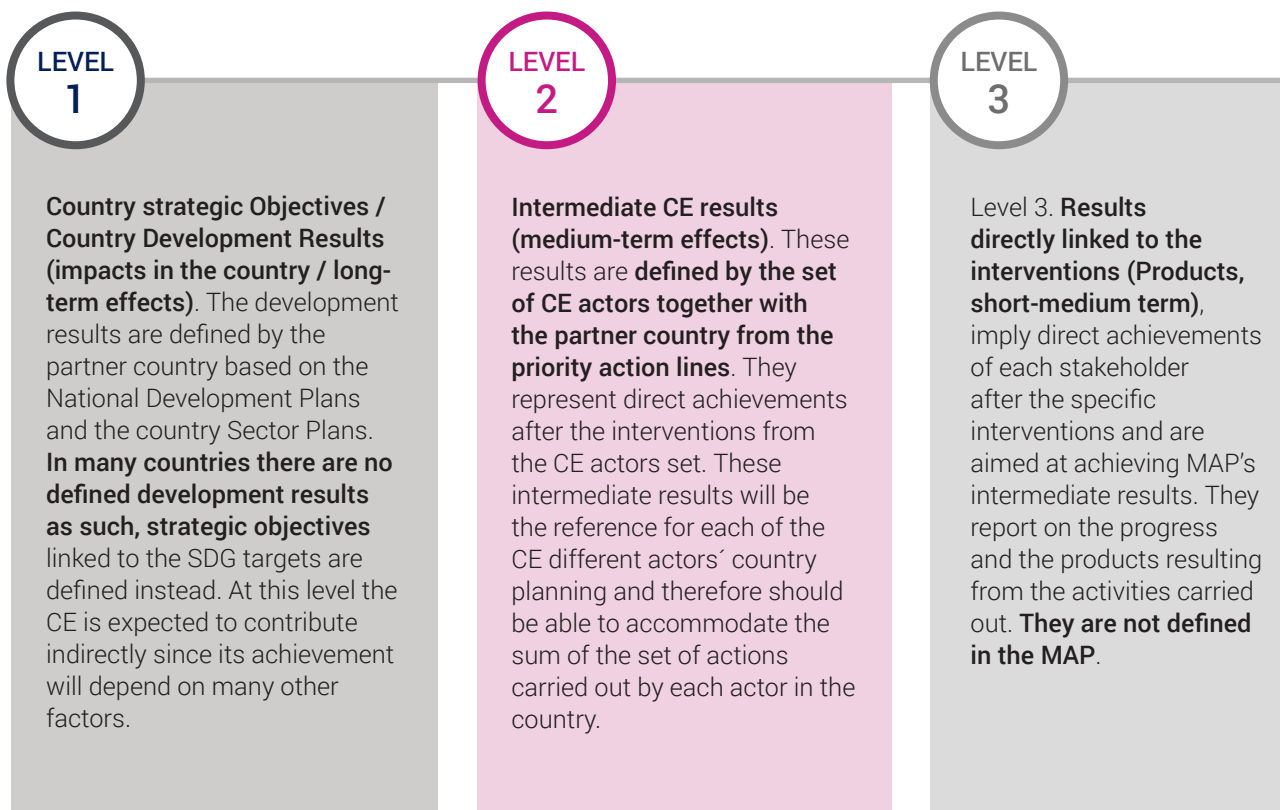 LEVEL
1
Country strategic Objectives /
Country Development Results
(impacts in the country / long-
term effects). The development
results are defined by the
partner country based on the
National Development Plans
and the country Sector Plans.
In many countries there are no
defined development results
as such, strategic objectives
linked to the SDG targets are
defined instead. At this level the
CE is expected to contribute
indirectly since its achievement
will depend on many other
factors.
LEVEL
2
Intermediate CE results
(medium-term effects). These
results are defined by the set
of CE actors together with
the partner country from the
priority action lines. They
represent direct achievements
after the interventions from
the CE actors set. These
intermediate results will be
the reference for each of the
CE different actors´ country
planning and therefore should
be able to accommodate the
sum of the set of actions
carried out by each actor in the
country.
LEVEL
3
Level 3. Results
directly linked to the
interventions (Products,
short-medium term),
imply direct achievements
of each stakeholder
after the specific
interventions and are
aimed at achieving MAP's
intermediate results. They
report on the progress
and the products resulting
from the activities carried
out. They are not defined
in the MAP.